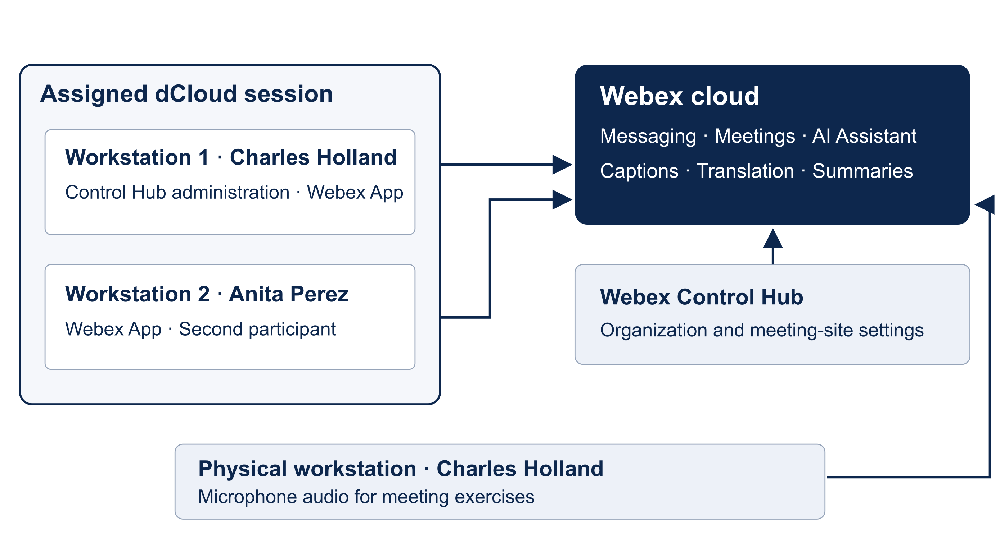 Assigned dCloud session
Workstation 1 · Charles Holland
Control Hub administration · Webex App
Workstation 2 · Anita Perez
Webex App · Second participant
Webex cloud
Messaging · Meetings · AI Assistant
Captions · Translation · Summaries
Webex Control Hub
Organization and meeting-site settings
Physical workstation · Charles Holland
Microphone audio for meeting exercises